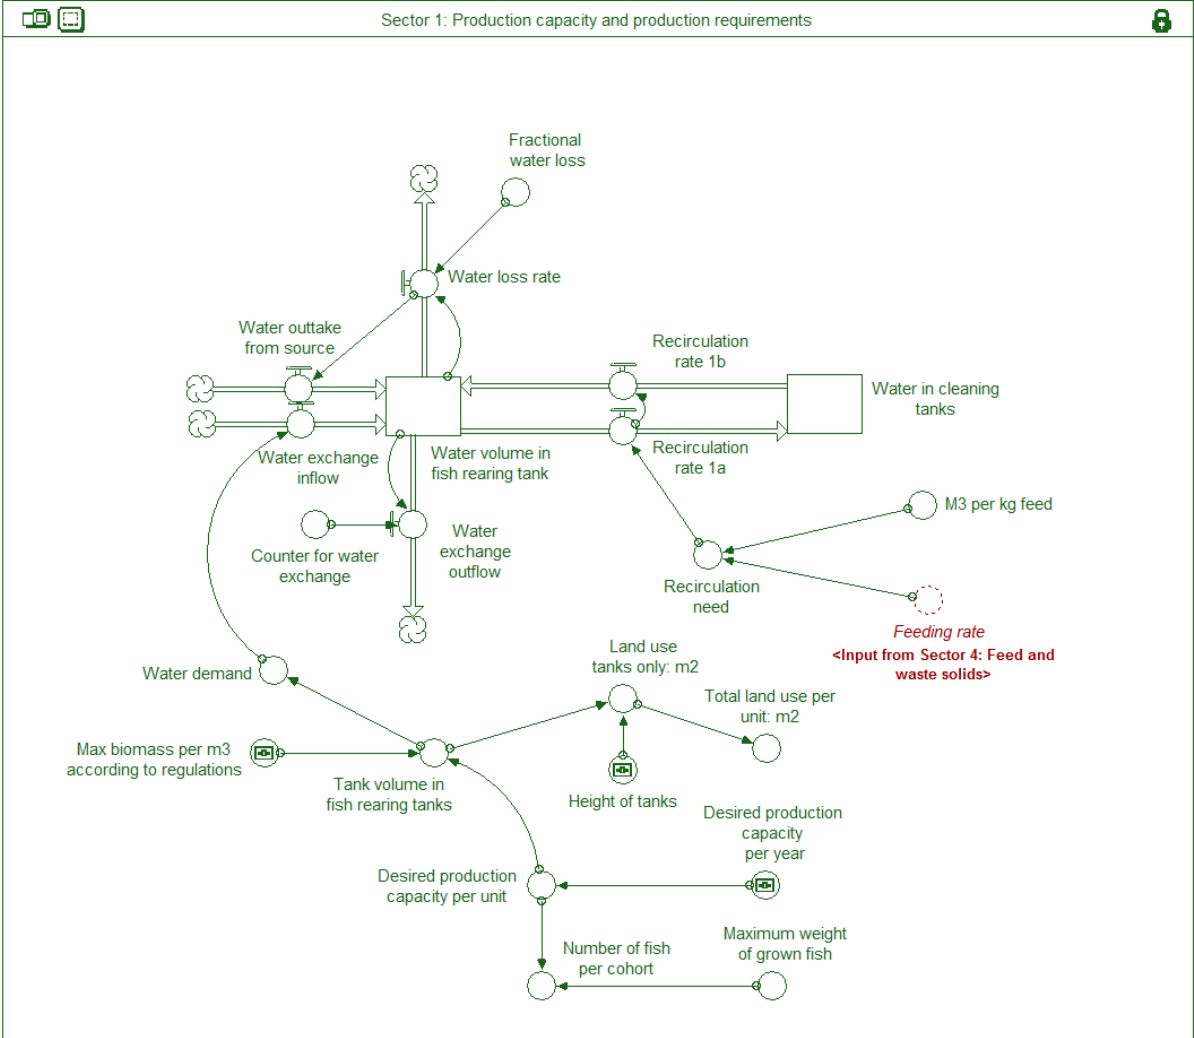 Sector 1: Production capacity and production requirements
Fractional
water loss
Water loss rate
Water outtake
from source
Recirculation
rate 1b
Water in cleaning
tanks
Water exchange
inflow
Water volume in
fish rearing tank
Recirculation
rate 1a
M3 per kg feed
Counter for water
exchange
Water
exchange
outflow
Recirculation
need
Feeding rate
<Input from Sector 4: Feed and
waste solids>
Land use
tanks only: m2
Water demand
Total land use per
unit: m2
Max biomass per m3
according to regulations
Tank volume in
fish rearing tanks
Height of tanks
Desired production
capacity
per year
Desired production
capacity per unit
Number of fish
per cohort
Maximum weight
of grown fish